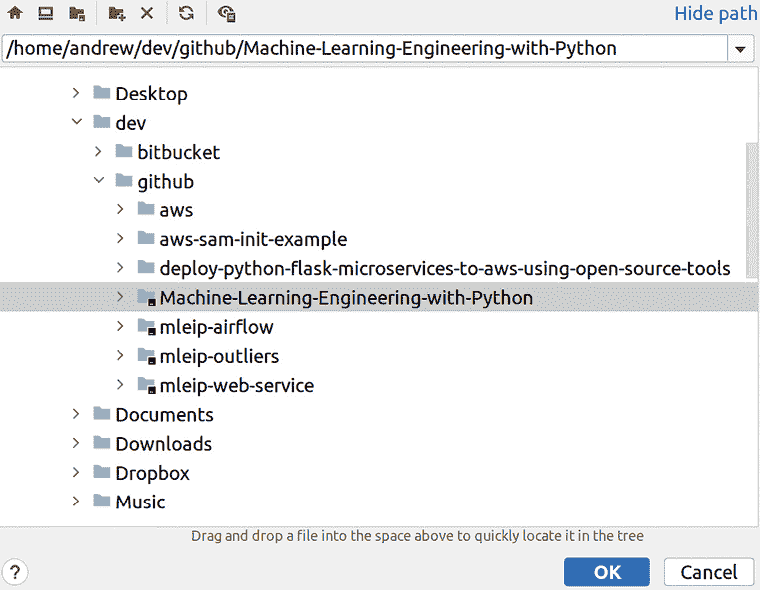 Hide path
/home/andrew/dev/github/Machine-Learning-Engineering-with-Python
Desktop
dev
bitbucket
github
aws
aws-sam-init-example
deploy-python-flask-microservices-to-aws-using-open-source-tools
Machine-Learning-Engineering-with-Python
mleip-airflow
mleip-outliers
mleip-web-service
Documents
Downloads
Dropbox
Music
Drag and drop a file into the space above to quickly locate it in the tree
? OK Cancel